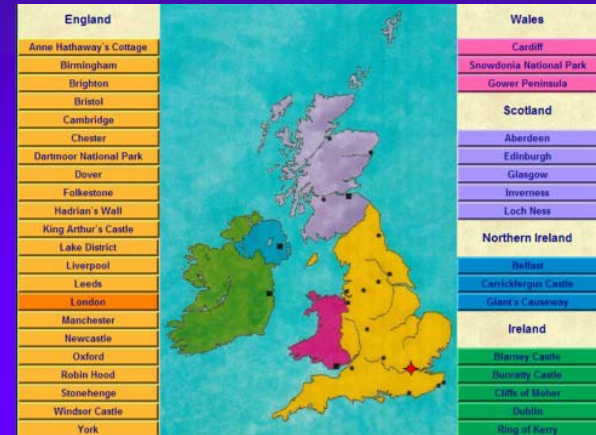 England
Anne Hathaway's Cottage
Birmingham
Brighton
Bristol
Cambridge
Chester
Dartmoor National Park
Dover
Folkestone
Hadrian's Wall
King Arthur's Castle
Lake District
Liverpool
Leeds
London
Manchester
Newcastle
Oxford
Robin Hood
Stonehenge
Windsor Castle
York
Wales
Cardiff
Snowdonia National Park
Gower Peninsula
Scotland
Aberdeen
Edinburgh
Glasgow
Inverness
Loch Ness
Northern Ireland
Belfast
Carrickfergus Castle
Giant's Causeway
Ireland
Blarney Castle
Bunratty Castle
Cliffs of Moher
Dublin
Ring of Kerry